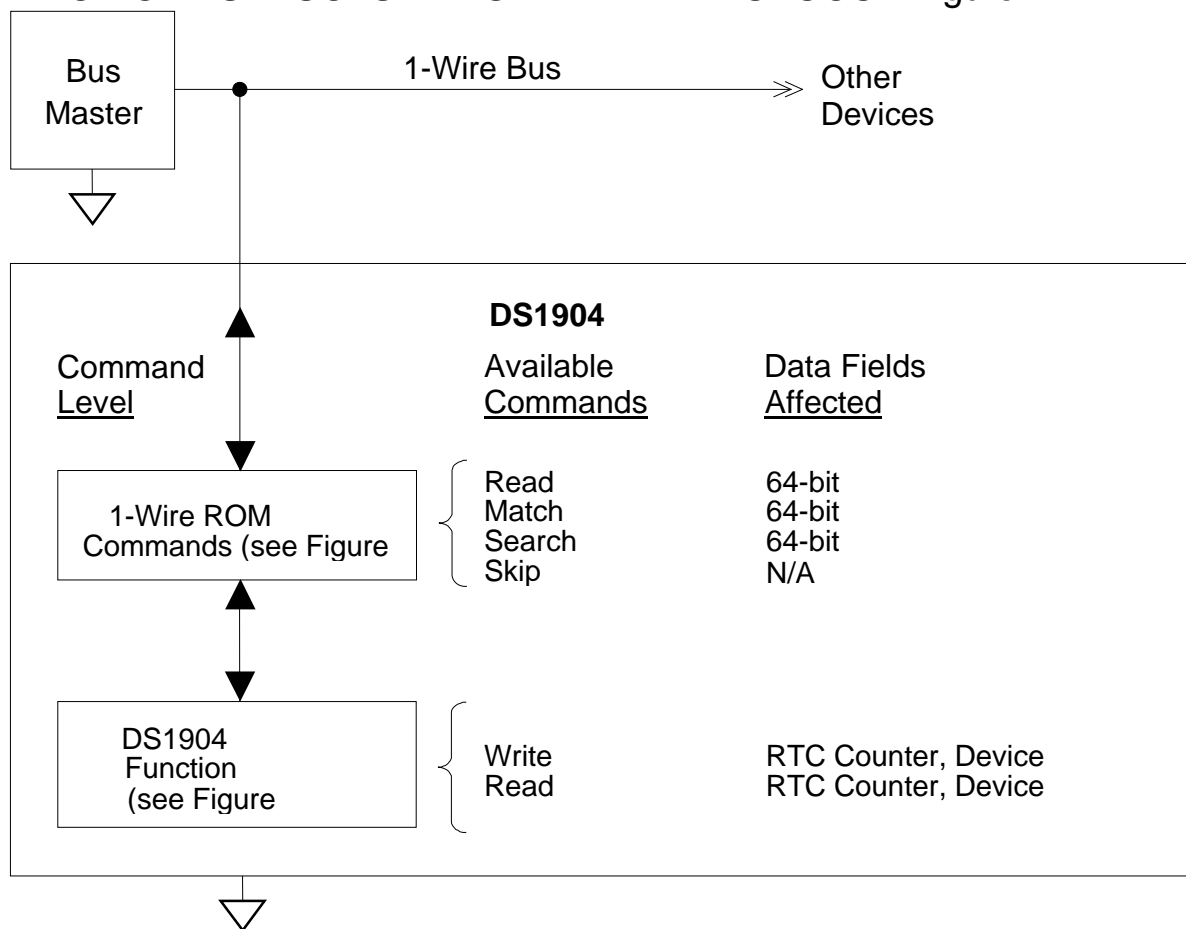 Bus
Master
1-Wire Bus
Other
Devices
DS1904
Command
Level
Available
Commands
Data Fields
Affected
1-Wire ROM
Commands (see Figure
Read 64-bit
Match 64-bit
Search 64-bit
Skip N/A
DS1904
Function
(see Figure
Write RTC Counter, Device
Read RTC Counter, Device